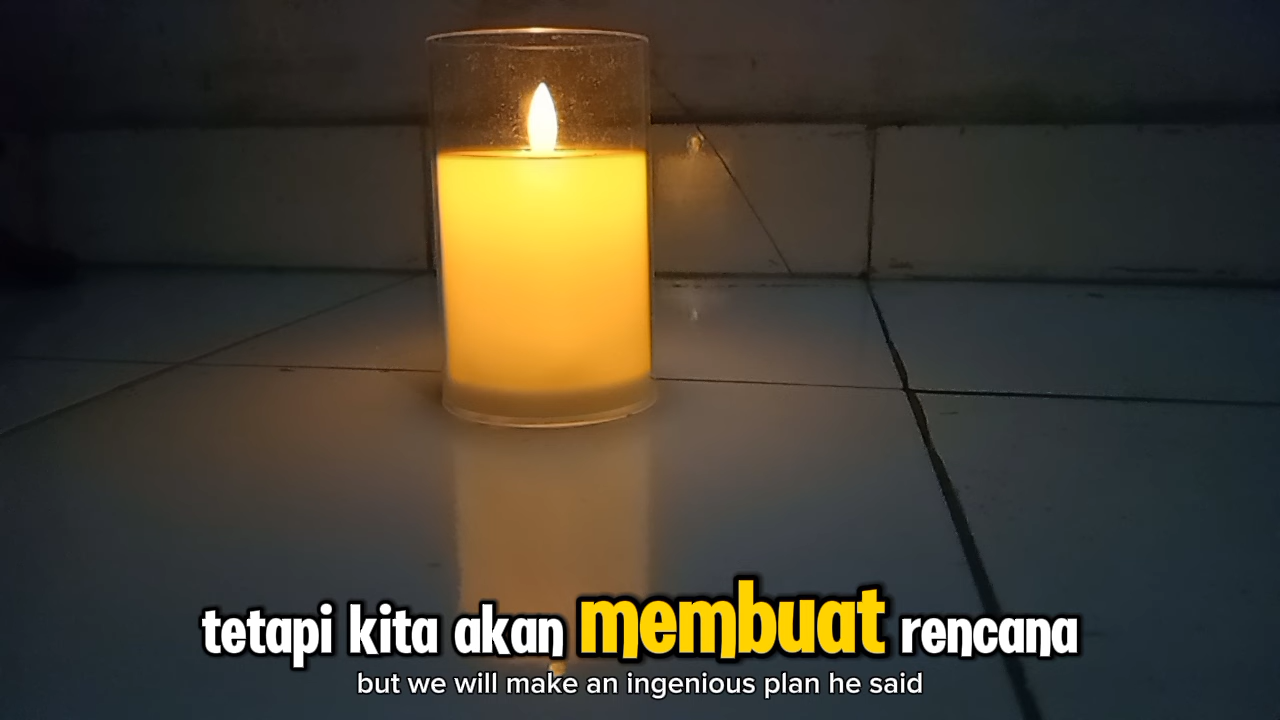 tetapi kita akan membuat rencana
but we will make an ingenious plan he said